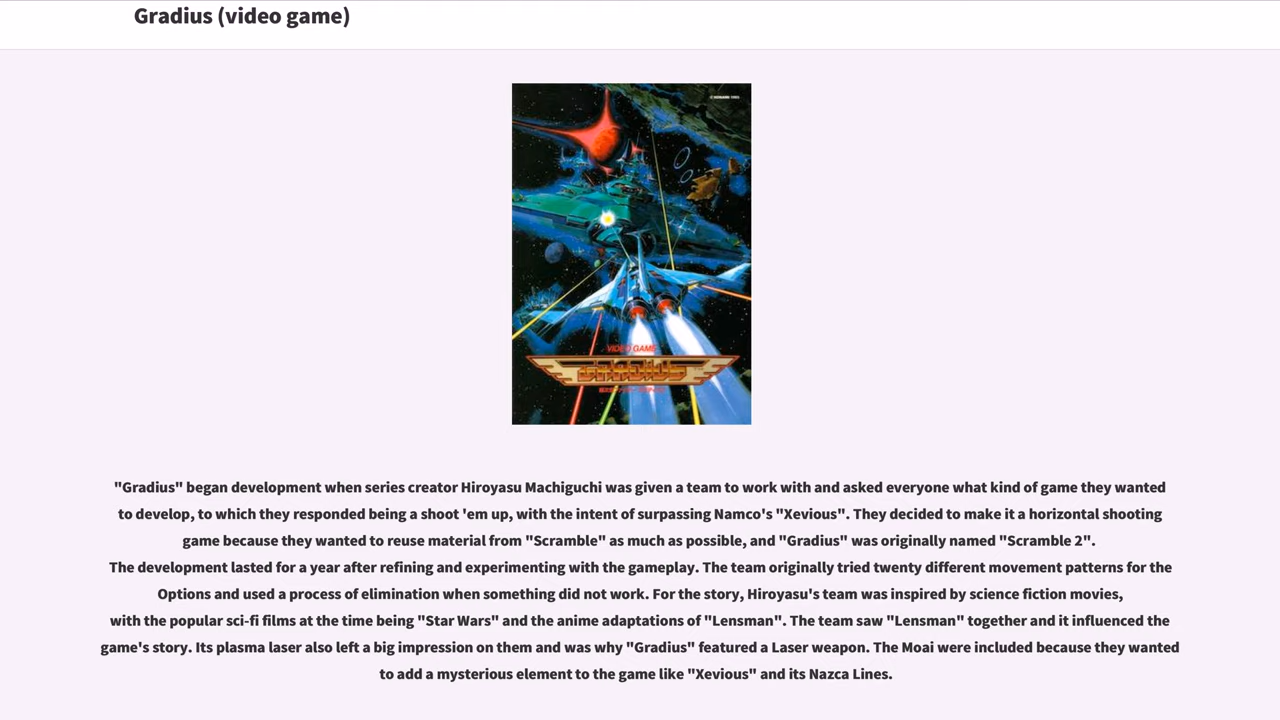 Gradius (video game)
© KONAMI 1985
VIDEO GAME
GRADIUS
"Gradius" began development when series creator Hiroyasu Machiguchi was given a team to work with and asked everyone what kind of game they wanted
to develop, to which they responded being a shoot 'em up, with the intent of surpassing Namco's "Xevious". They decided to make it a horizontal shooting
game because they wanted to reuse material from "Scramble" as much as possible, and "Gradius" was originally named "Scramble 2".
The development lasted for a year after refining and experimenting with the gameplay. The team originally tried twenty different movement patterns for the
Options and used a process of elimination when something did not work. For the story, Hiroyasu's team was inspired by science fiction movies,
with the popular sci-fi films at the time being "Star Wars" and the anime adaptations of "Lensman". The team saw "Lensman" together and it influenced the
game's story. Its plasma laser also left a big impression on them and was why "Gradius" featured a Laser weapon. The Moai were included because they wanted
to add a mysterious element to the game like "Xevious" and its Nazca Lines.